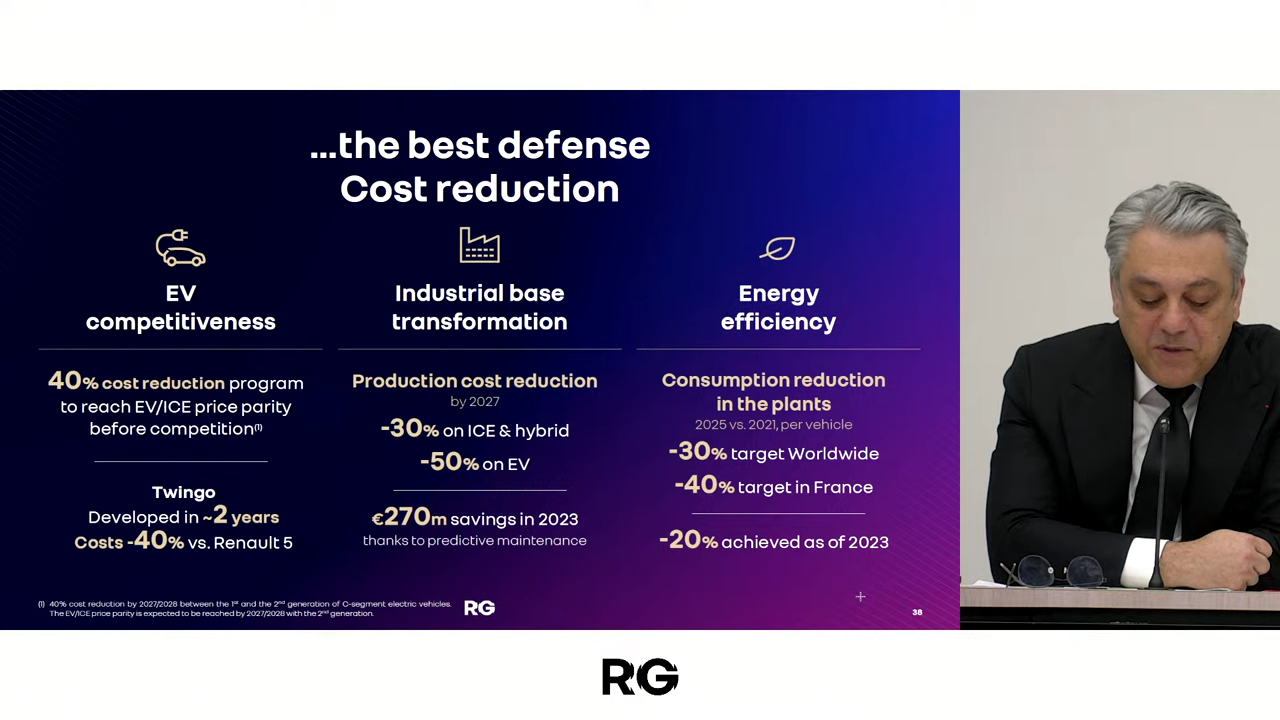 ...the best defense
Cost reduction
EV
competitiveness
40% cost reduction program
to reach EV/ICE price parity
before competition(1)
Twingo
Developed in ~2 years
Costs -40% vs. Renault 5
Industrial base
transformation
Production cost reduction
by 2027
-30% on ICE & hybrid
-50% on EV
€270m savings in 2023
thanks to predictive maintenance
Energy
efficiency
Consumption reduction
in the plants
2025 vs. 2021, per vehicle
-30% target Worldwide
-40% target in France
-20% achieved as of 2023
(1) 40% cost reduction by 2027/2028 between the 1st and the 2nd generation of C-segment electric vehicles.
The EV/ICE price parity is expected to be reached by 2027/2028 with the 2nd generation.
RG
38
RG